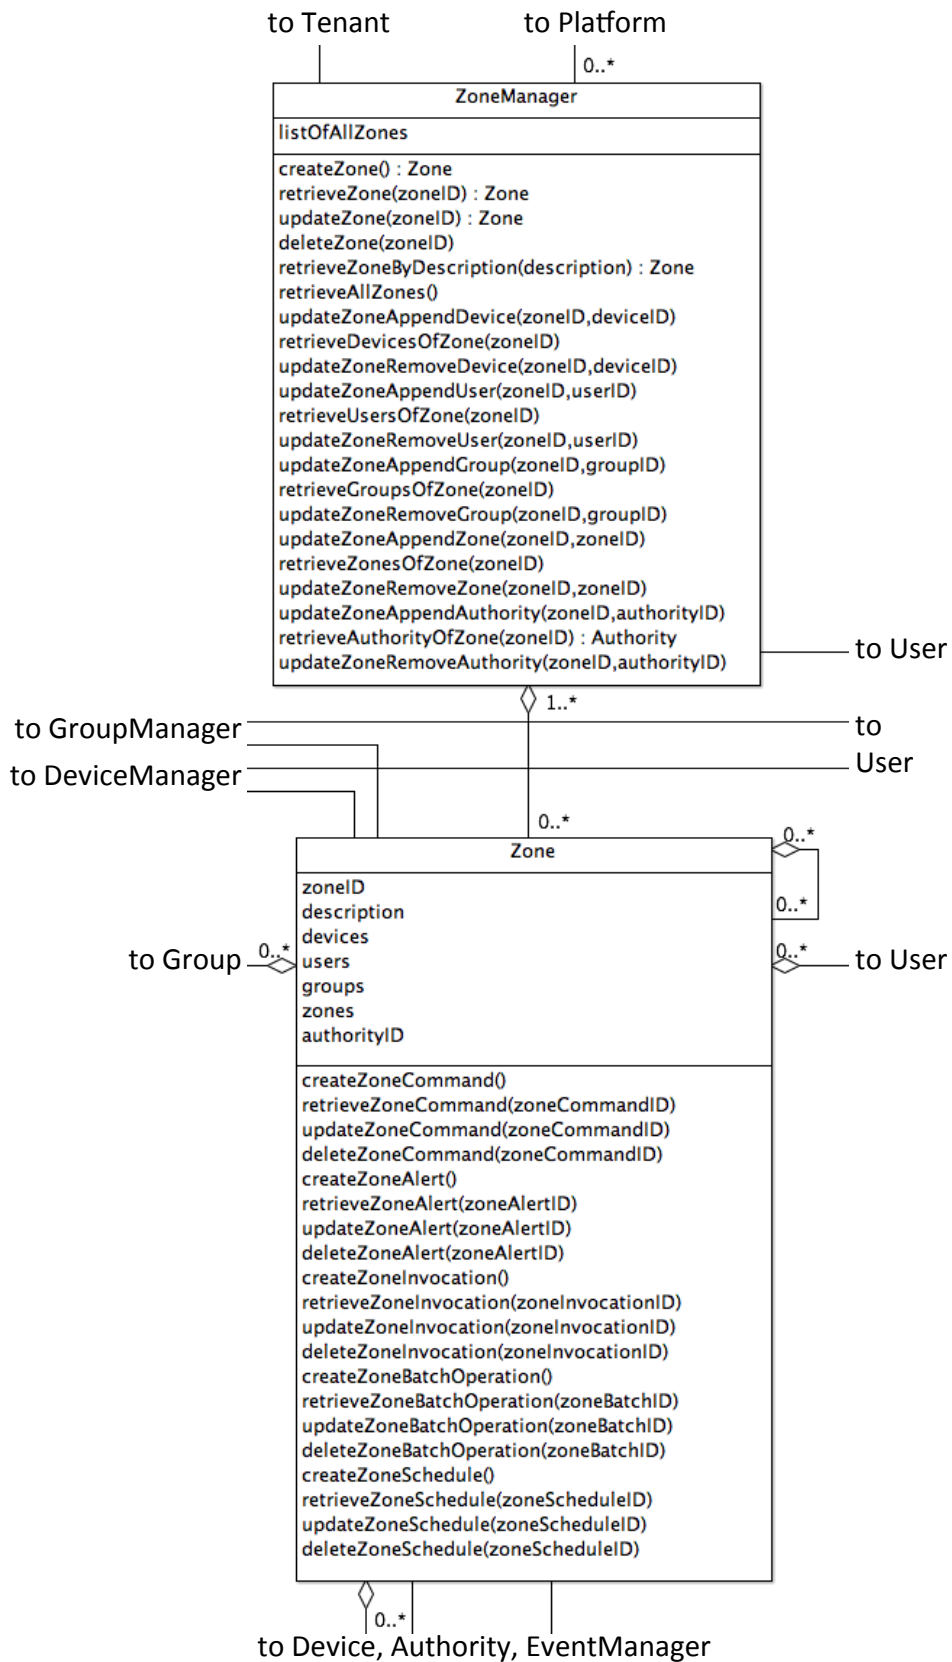 to Tenant
to Platform
0..*
ZoneManager
listOfAllZones
createZone() : Zone
retrieveZone(zoneID) : Zone
updateZone(zoneID) : Zone
deleteZone(zoneID)
retrieveZoneByDescription(description) : Zone
retrieveAllZones()
updateZoneAppendDevice(zoneID,deviceID)
retrieveDevicesOfZone(zoneID)
updateZoneRemoveDevice(zoneID,deviceID)
updateZoneAppendUser(zoneID,userID)
retrieveUsersOfZone(zoneID)
updateZoneRemoveUser(zoneID,userID)
updateZoneAppendGroup(zoneID,groupID)
retrieveGroupsOfZone(zoneID)
updateZoneRemoveGroup(zoneID,groupID)
updateZoneAppendZone(zoneID,zoneID)
retrieveZonesOfZone(zoneID)
updateZoneRemoveZone(zoneID,zoneID)
updateZoneAppendAuthority(zoneID,authorityID)
retrieveAuthorityOfZone(zoneID) : Authority
updateZoneRemoveAuthority(zoneID,authorityID)
to User
1..*
to GroupManager
to
User
to DeviceManager
0..*
Zone
0..*
0..*
zoneID
description
devices
users
groups
zones
authorityID
to Group
0..*
0..*
to User
createZoneCommand()
retrieveZoneCommand(zoneCommandID)
updateZoneCommand(zoneCommandID)
deleteZoneCommand(zoneCommandID)
createZoneAlert()
retrieveZoneAlert(zoneAlertID)
updateZoneAlert(zoneAlertID)
deleteZoneAlert(zoneAlertID)
createZoneInvocation()
retrieveZoneInvocation(zoneInvocationID)
updateZoneInvocation(zoneInvocationID)
deleteZoneInvocation(zoneInvocationID)
createZoneBatchOperation()
retrieveZoneBatchOperation(zoneBatchID)
updateZoneBatchOperation(zoneBatchID)
deleteZoneBatchOperation(zoneBatchID)
createZoneSchedule()
retrieveZoneSchedule(zoneScheduleID)
updateZoneSchedule(zoneScheduleID)
deleteZoneSchedule(zoneScheduleID)
0..*
to Device, Authority, EventManager